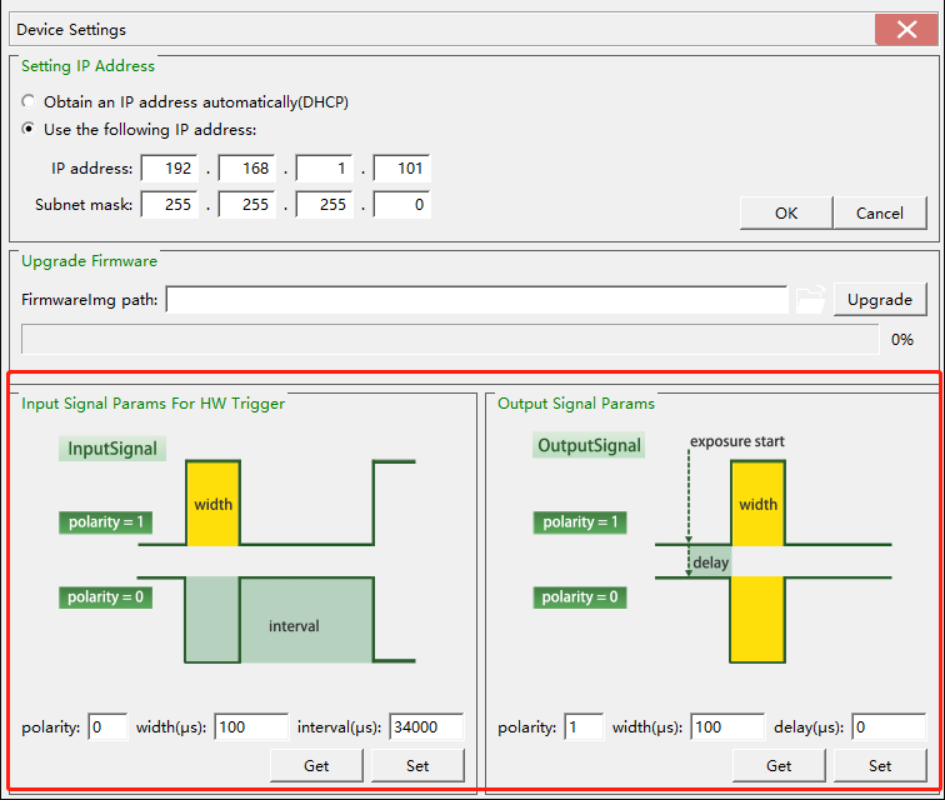 Device Settings
Setting IP Address
Obtain an IP address automatically(DHCP)
Use the following IP address:
IP address: 192 . 168 . 1 . 101
Subnet mask: 255 . 255 . 255 . 0
OK Cancel
Upgrade Firmware
FirmwareImg path: Upgrade
0%
Input Signal Params For HW Trigger
InputSignal
width
polarity = 1
polarity = 0
interval
polarity: 0 width(μs): 100 interval(μs): 34000
Get Set
Output Signal Params
OutputSignal
exposure start
width
polarity = 1
delay
polarity = 0
polarity: 1 width(μs): 100 delay(μs): 0
Get Set